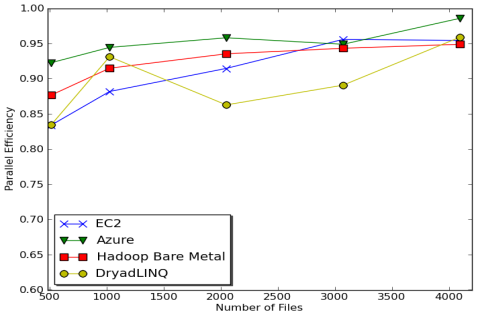 1.00
0.95
0.90
0.85
0.80
0.75
0.70
0.65
0.60
Parallel Efficiency
EC2
Azure
Hadoop Bare Metal
DryadLINQ
500 1000 1500 2000 2500 3000 3500 4000
Number of Files